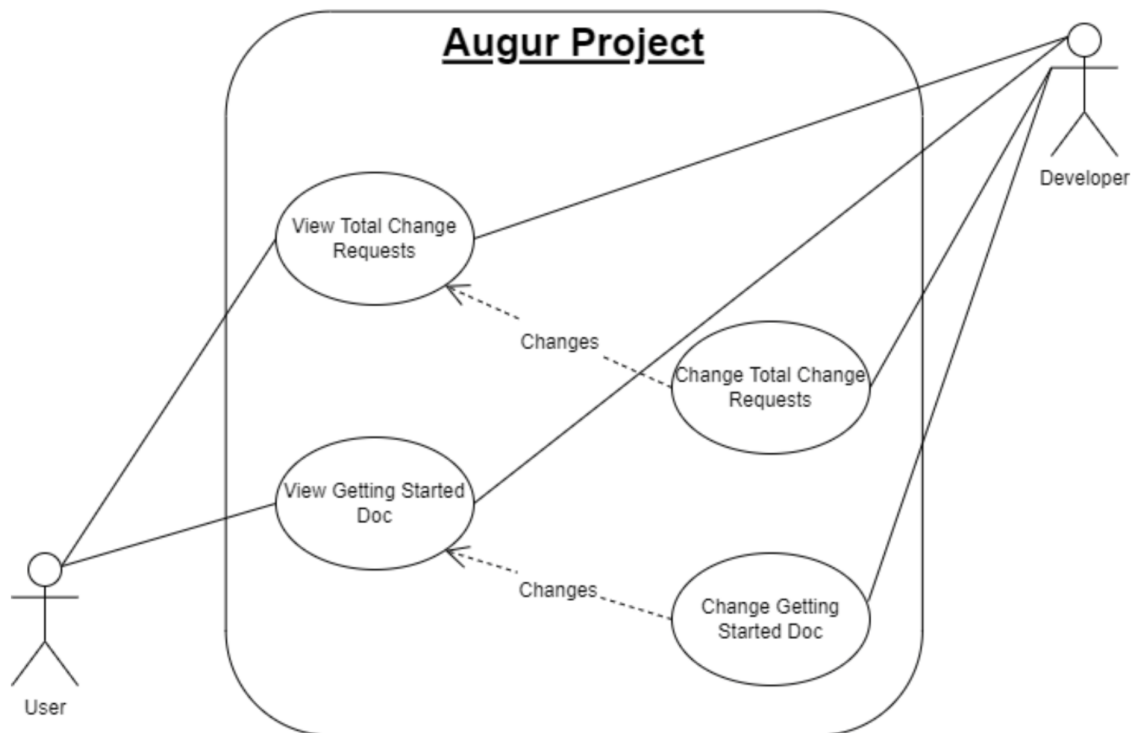 Augur Project
Developer
View Total Change
Requests
Changes
Change Total Change
Requests
View Getting Started
Doc
Changes
Change Getting
Started Doc
User